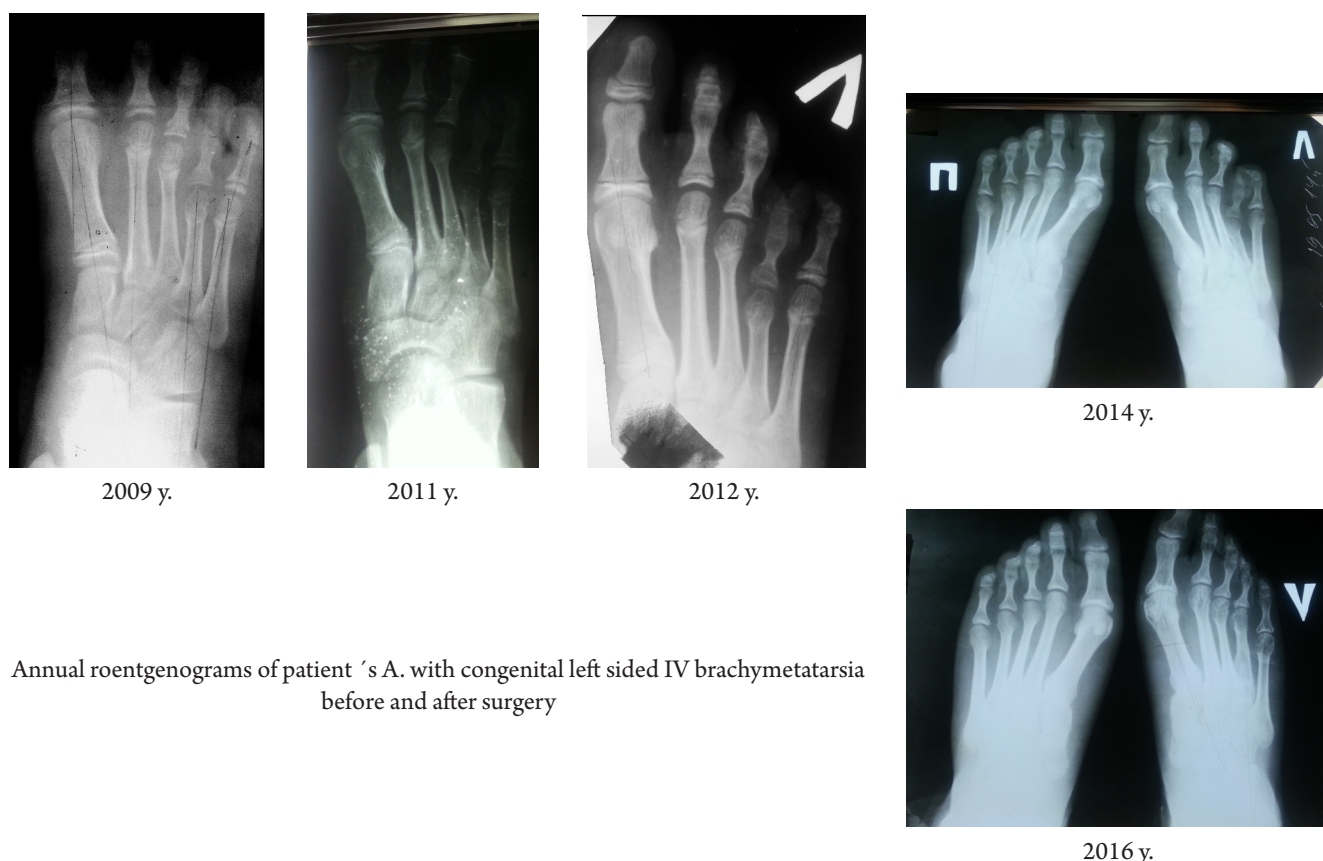 Λ
П
Λ
2014 y.
2009 y.
2011 y.
2012 y.
V
Annual roentgenograms of patient ´s A. with congenital left sided IV brachymetatarsia
before and after surgery
2016 y.